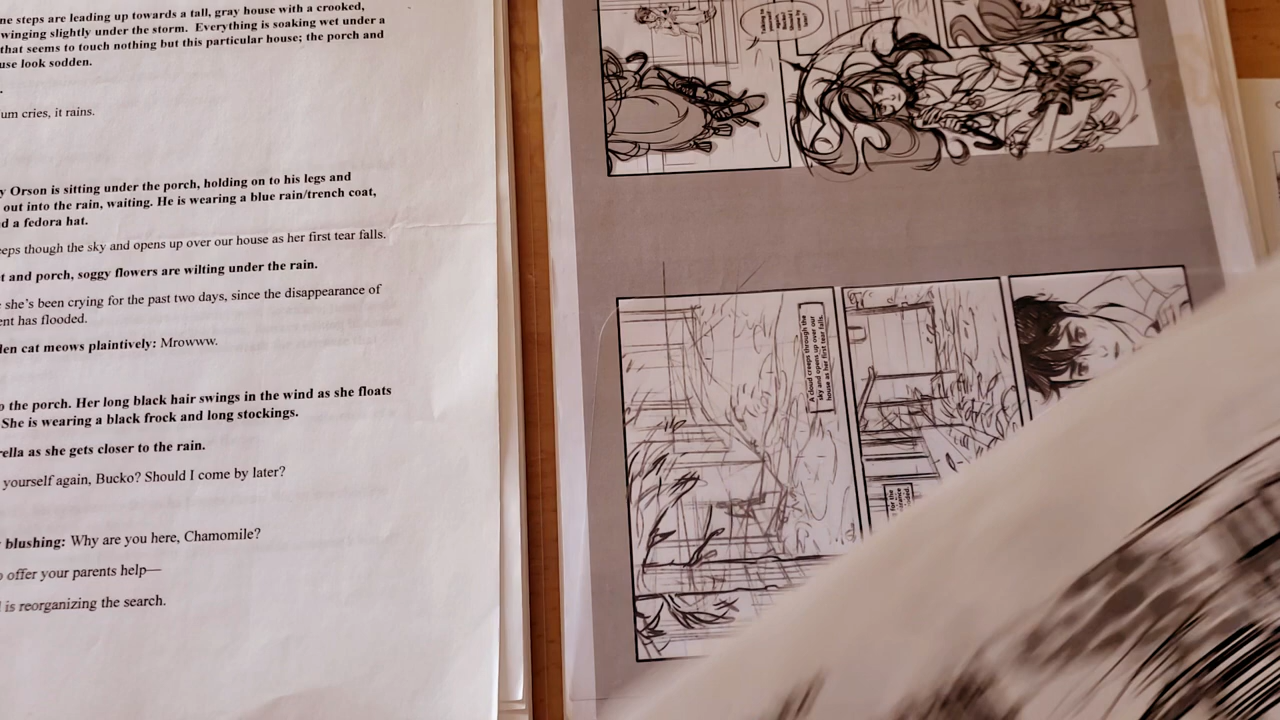 ne steps are leading up towards a tall, gray house with a crooked,
winging slightly under the storm.  Everything is soaking wet under a
that seems to touch nothing but this particular house; the porch and
use look sodden.
.
um cries, it rains.
y Orson is sitting under the porch, holding on to his legs and
out into the rain, waiting. He is wearing a blue rain/trench coat,
d a fedora hat.
eeps though the sky and opens up over our house as her first tear falls.
t and porch, soggy flowers are wilting under the rain.
she’s been crying for the past two days, since the disappearance of
ent has flooded.
den cat meows plaintively: Mrowww.
o the porch. Her long black hair swings in the wind as she floats
She is wearing a black frock and long stockings.
rella as she gets closer to the rain.
yourself again, Bucko? Should I come by later?
blushing: Why are you here, Chamomile?
o offer your parents help—
is reorganizing the search.
A cloud creeps through the
sky and opens up over our
house as her first tear falls.
for the